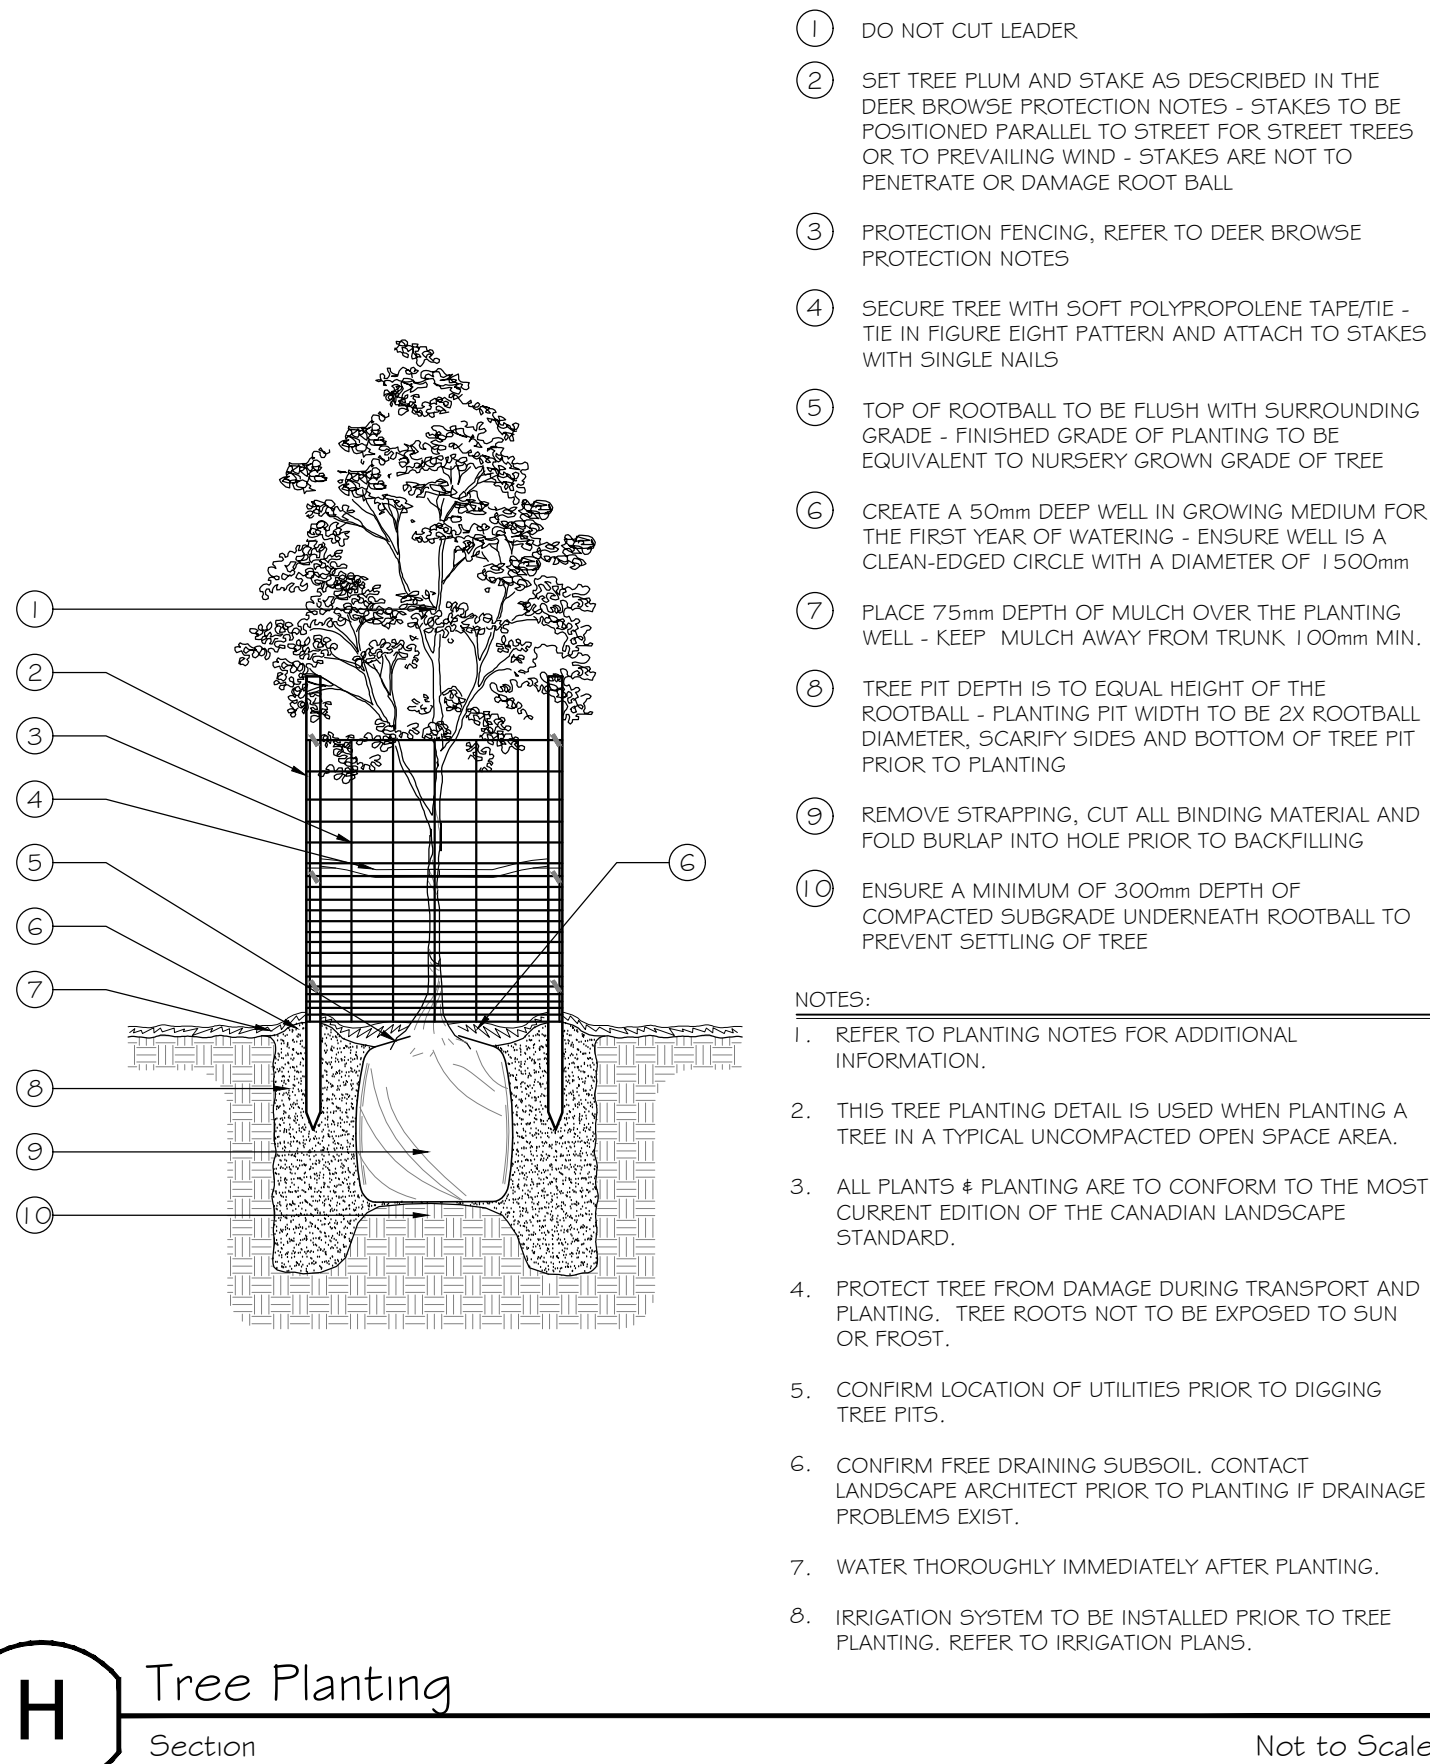 1 DO NOT CUT LEADER
2 SET TREE PLUM AND STAKE AS DESCRIBED IN THE
DEER BROWSE PROTECTION NOTES - STAKES TO BE
POSITIONED PARALLEL TO STREET FOR STREET TREES
OR TO PREVAILING WIND - STAKES ARE NOT TO
PENETRATE OR DAMAGE ROOT BALL
3 PROTECTION FENCING, REFER TO DEER BROWSE
PROTECTION NOTES
4 SECURE TREE WITH SOFT POLYPROPOLENE TAPE/TIE -
TIE IN FIGURE EIGHT PATTERN AND ATTACH TO STAKES
WITH SINGLE NAILS
5 TOP OF ROOTBALL TO BE FLUSH WITH SURROUNDING
GRADE - FINISHED GRADE OF PLANTING TO BE
EQUIVALENT TO NURSERY GROWN GRADE OF TREE
6 CREATE A 50mm DEEP WELL IN GROWING MEDIUM FOR
THE FIRST YEAR OF WATERING - ENSURE WELL IS A
CLEAN-EDGED CIRCLE WITH A DIAMETER OF 1500mm
7 PLACE 75mm DEPTH OF MULCH OVER THE PLANTING
WELL - KEEP MULCH AWAY FROM TRUNK 100mm MIN.
8 TREE PIT DEPTH IS TO EQUAL HEIGHT OF THE
ROOTBALL - PLANTING PIT WIDTH TO BE 2X ROOTBALL
DIAMETER, SCARIFY SIDES AND BOTTOM OF TREE PIT
PRIOR TO PLANTING
9 REMOVE STRAPPING, CUT ALL BINDING MATERIAL AND
FOLD BURLAP INTO HOLE PRIOR TO BACKFILLING
10 ENSURE A MINIMUM OF 300mm DEPTH OF
COMPACTED SUBGRADE UNDERNEATH ROOTBALL TO
PREVENT SETTLING OF TREE
NOTES:
1. REFER TO PLANTING NOTES FOR ADDITIONAL
INFORMATION.
2. THIS TREE PLANTING DETAIL IS USED WHEN PLANTING A
TREE IN A TYPICAL UNCOMPACTED OPEN SPACE AREA.
3. ALL PLANTS & PLANTING ARE TO CONFORM TO THE MOST
CURRENT EDITION OF THE CANADIAN LANDSCAPE
STANDARD.
4. PROTECT TREE FROM DAMAGE DURING TRANSPORT AND
PLANTING. TREE ROOTS NOT TO BE EXPOSED TO SUN
OR FROST.
5. CONFIRM LOCATION OF UTILITIES PRIOR TO DIGGING
TREE PITS.
6. CONFIRM FREE DRAINING SUBSOIL. CONTACT
LANDSCAPE ARCHITECT PRIOR TO PLANTING IF DRAINAGE
PROBLEMS EXIST.
7. WATER THOROUGHLY IMMEDIATELY AFTER PLANTING.
8. IRRIGATION SYSTEM TO BE INSTALLED PRIOR TO TREE
PLANTING. REFER TO IRRIGATION PLANS.
1
2
3
4
5
6
6
7
8
9
10
H
Tree Planting
Section
Not to Scale